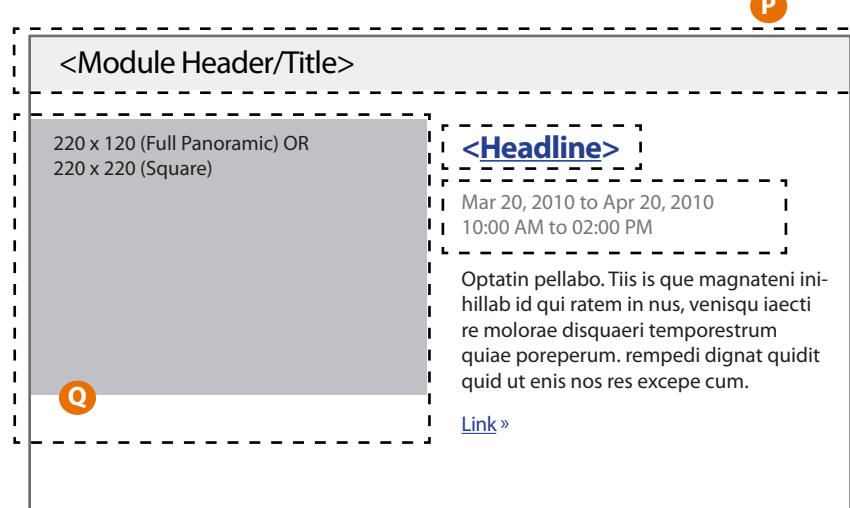 P
<Module Header/Title>
220 x 120 (Full Panoramic) OR
220 x 220 (Square)
Q
<Headline>
Mar 20, 2010 to Apr 20, 2010
10:00 AM to 02:00 PM
Optatin pellabo. Tiis is que magnateni ini-
hillab id qui ratem in nus, venisqu iaecti
re molorae disquaeri temporestrum
quiae poreperum. rempedi dignat quidit
quid ut enis nos res excepe cum.
Link »